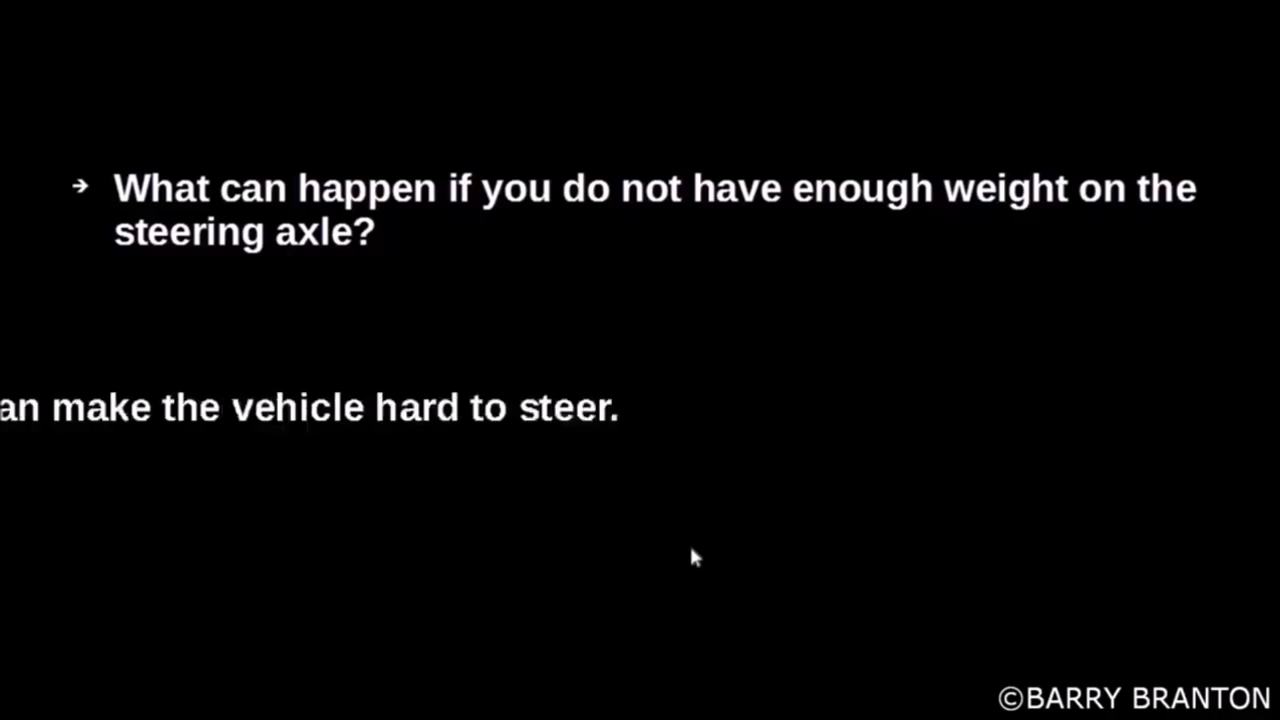 → What can happen if you do not have enough weight on the
steering axle?
an make the vehicle hard to steer.
©BARRY BRANTON